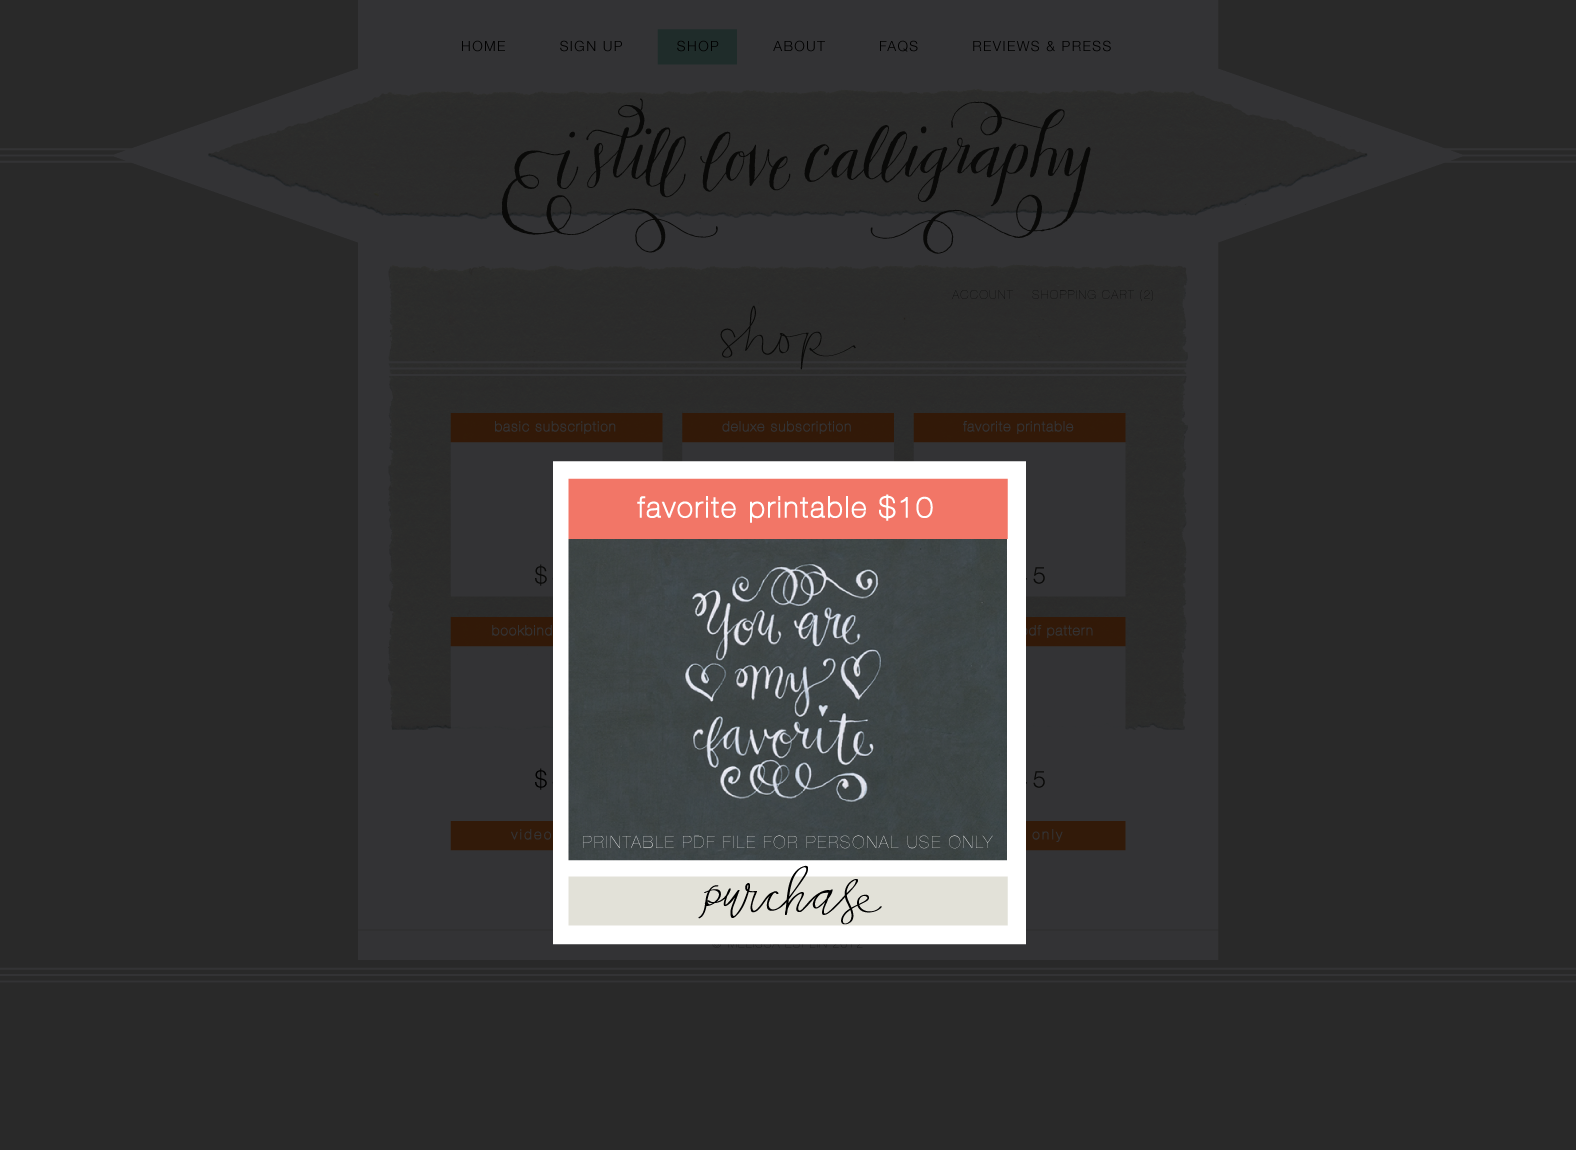 HOME SIGN UP SHOP ABOUT FAQS REVIEWS & PRESS
i still love calligraphy
ACCOUNT SHOPPING CART (2)
shop
basic subscription deluxe subscription favorite printable
favorite printable $10
You are
my
favorite
PRINTABLE PDF FILE FOR PERSONAL USE ONLY
purchase
$ 5
bookbind df pattern
$ 5
video only